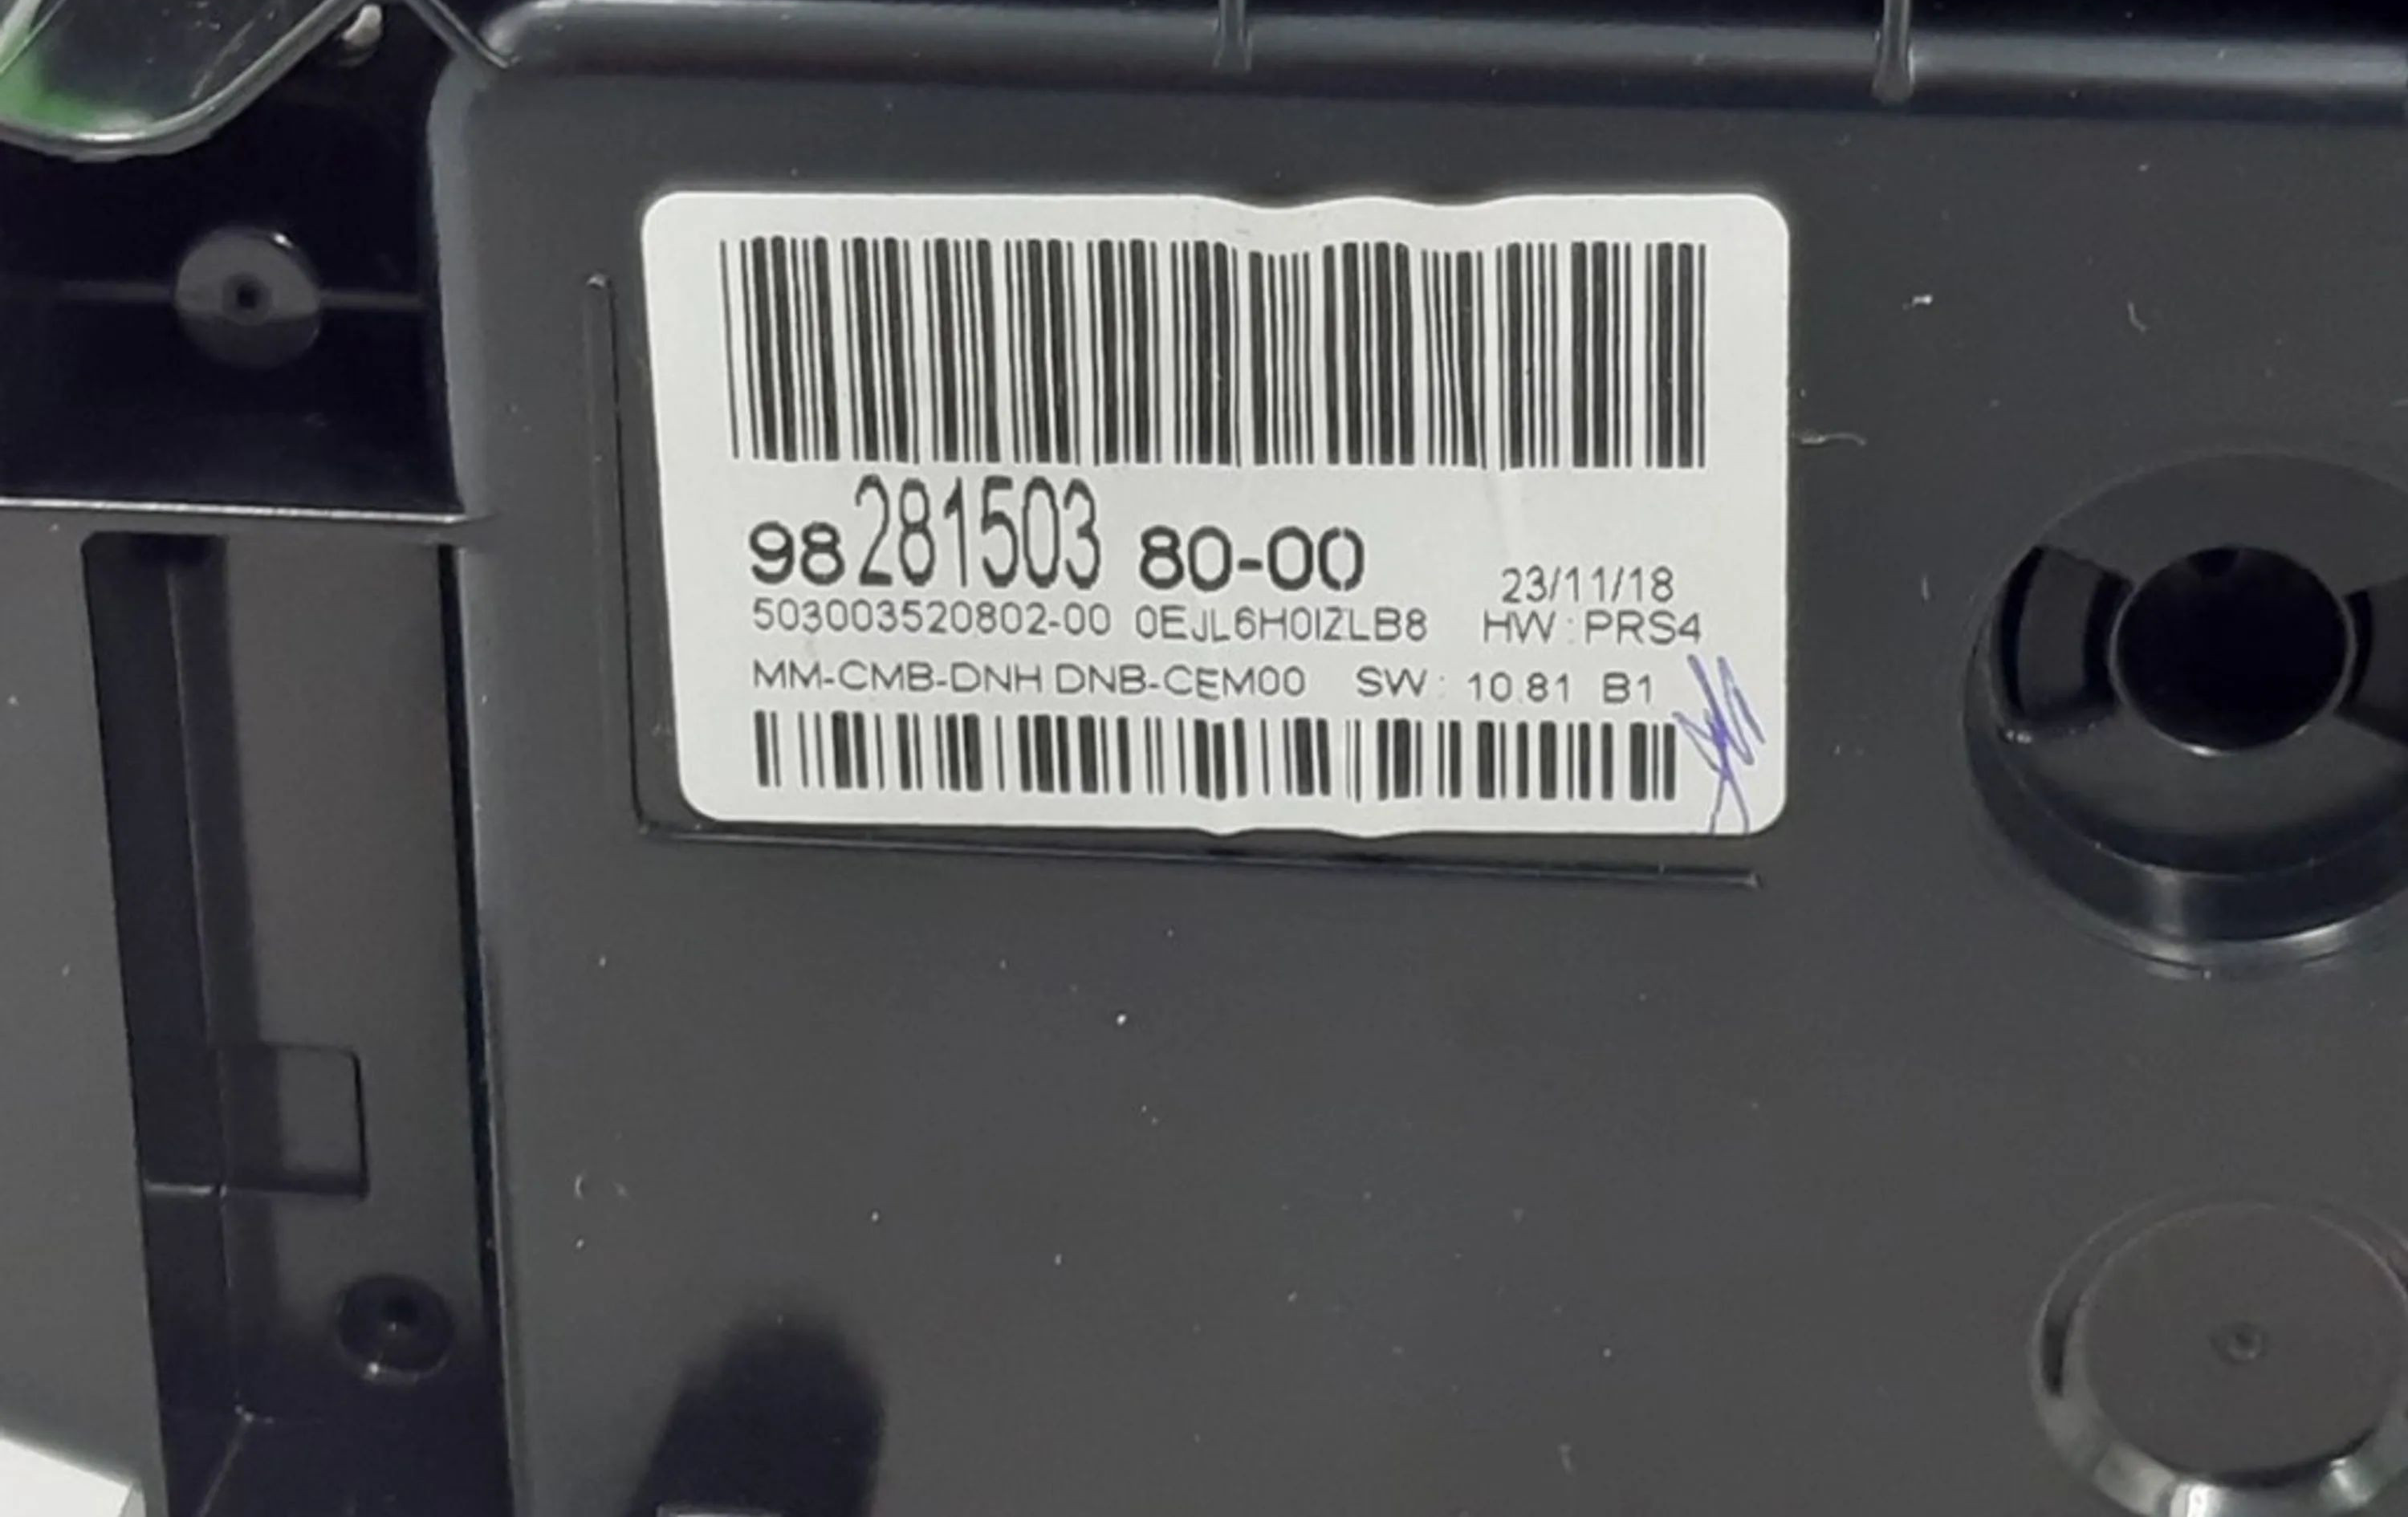 98 281503 80-00
23/11/18
503003520802-00 0EJL6H0IZLB8 HW : PRS4
MM-CMB-DNH DNB-CEM00 SW : 10.81 B1